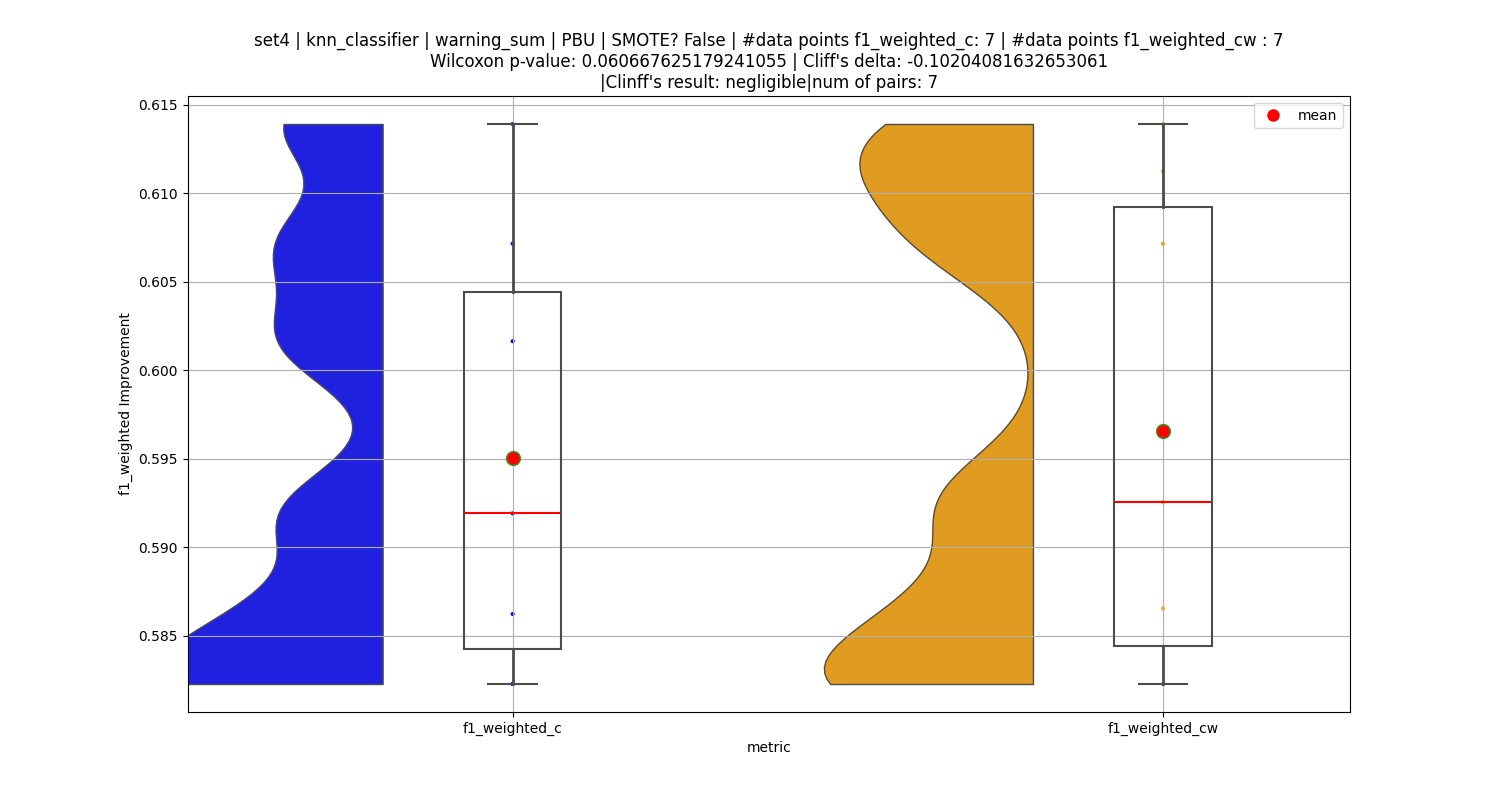 set4 | knn_classifier | warning_sum | PBU | SMOTE? False | #data points f1_weighted_c: 7 | #data points f1_weighted_cw : 7
Wilcoxon p-value: 0.060667625179241055 | Cliff's delta: -0.10204081632653061
|Clinff's result: negligible|num of pairs: 7
mean
0.615
0.610
0.605
0.600
0.595
0.590
0.585
f1_weighted Improvement
f1_weighted_c
f1_weighted_cw
metric